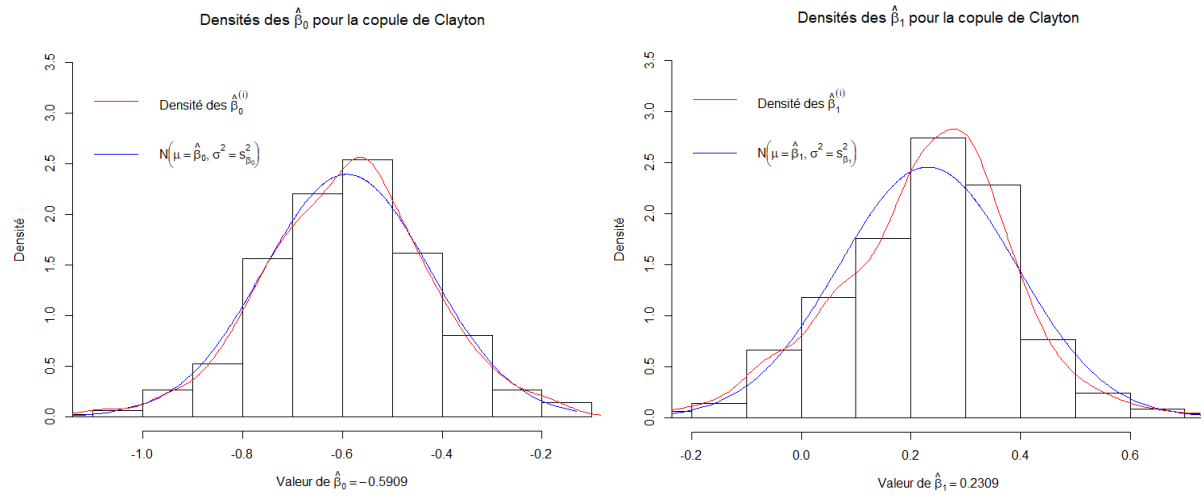 Densités des β̂₀ pour la copule de Clayton
3.5
3.0
2.5
2.0
1.5
1.0
0.5
0.0
Densité
Densité des β̂₀⁽ⁱ⁾
N(μ = β̂₀, σ² = s²_β̂₀)
-1.0 -0.8 -0.6 -0.4 -0.2
Valeur de β̂₀ = −0.5909
Densités des β̂₁ pour la copule de Clayton
3.5
3.0
2.5
2.0
1.5
1.0
0.5
0.0
Densité
Densité des β̂₁⁽ⁱ⁾
N(μ = β̂₁, σ² = s²_β̂₁)
-0.2 0.0 0.2 0.4 0.6
Valeur de β̂₁ = 0.2309